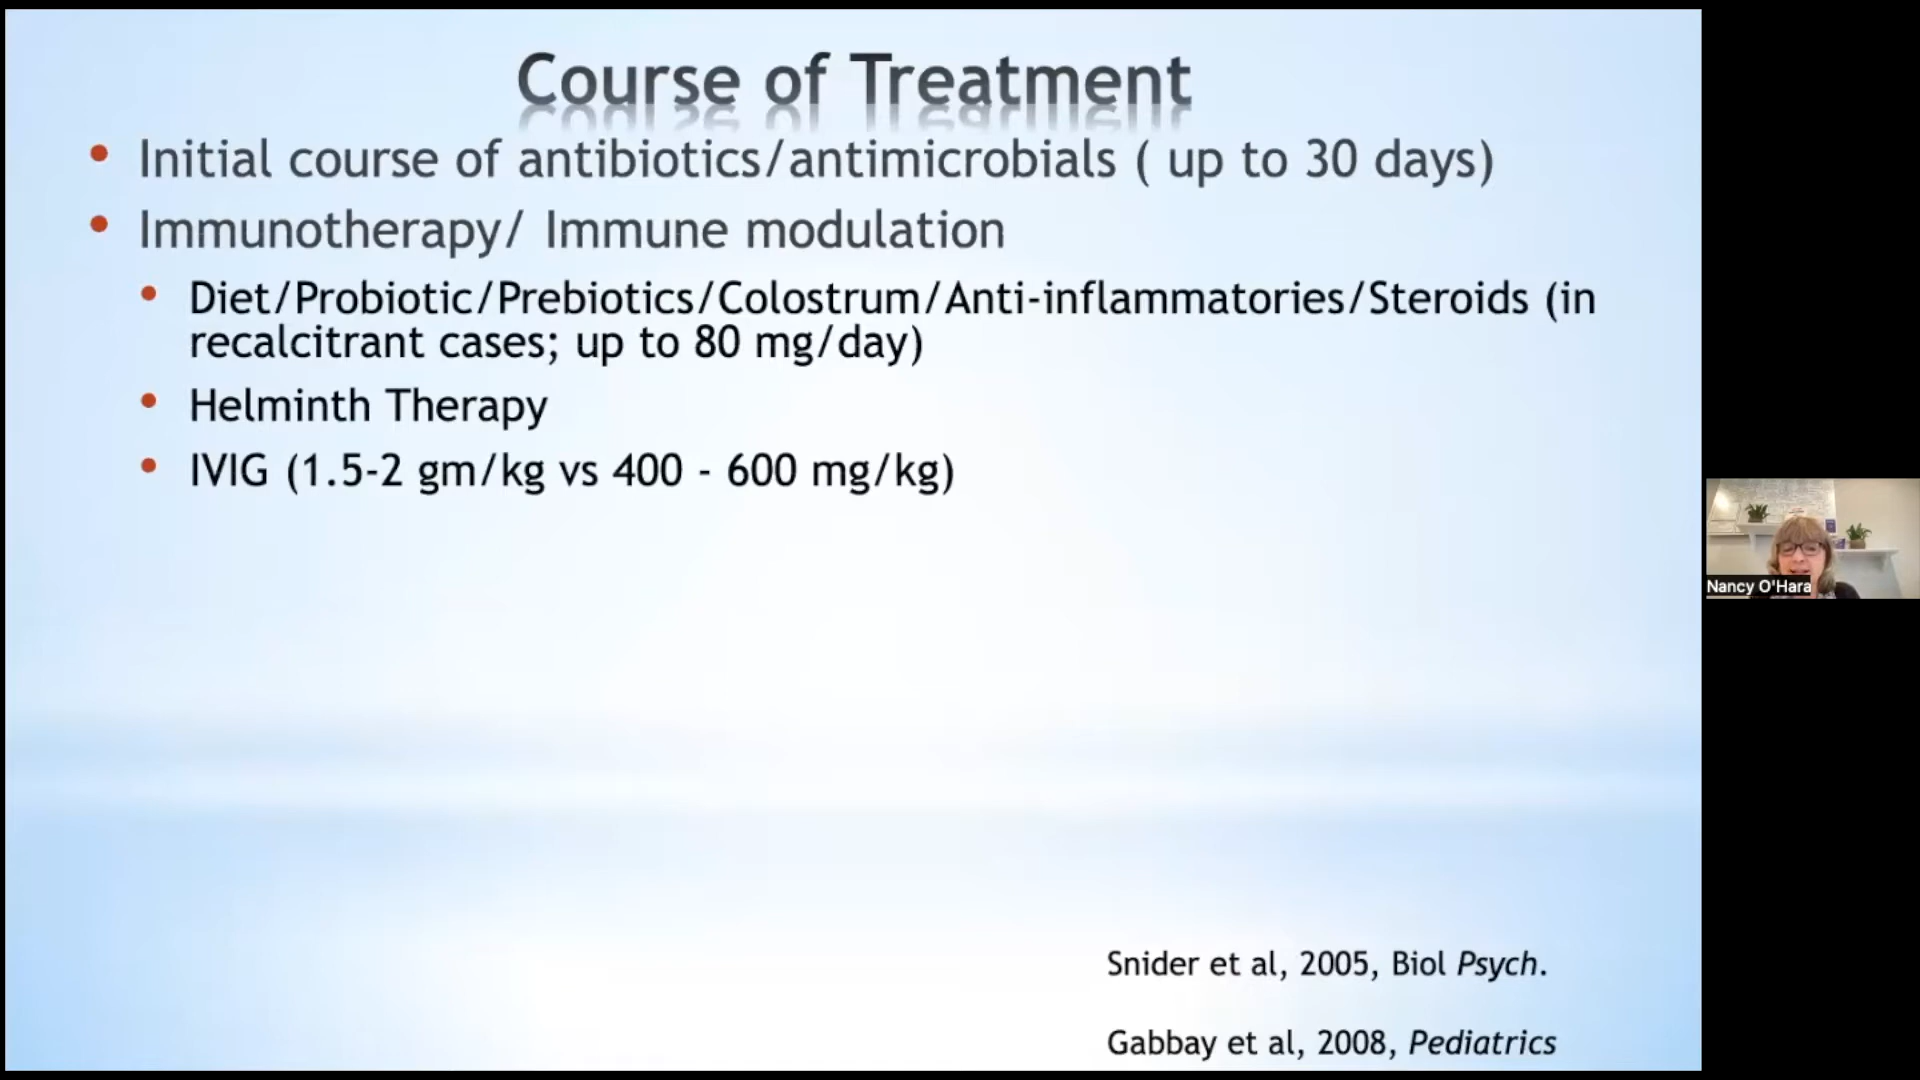 Course of Treatment
• Initial course of antibiotics/antimicrobials ( up to 30 days)
• Immunotherapy/ Immune modulation
• Diet/Probiotic/Prebiotics/Colostrum/Anti-inflammatories/Steroids (in
recalcitrant cases; up to 80 mg/day)
• Helminth Therapy
• IVIG (1.5-2 gm/kg vs 400 - 600 mg/kg)
Nancy O'Hara
Snider et al, 2005, Biol Psych.
Gabbay et al, 2008, Pediatrics